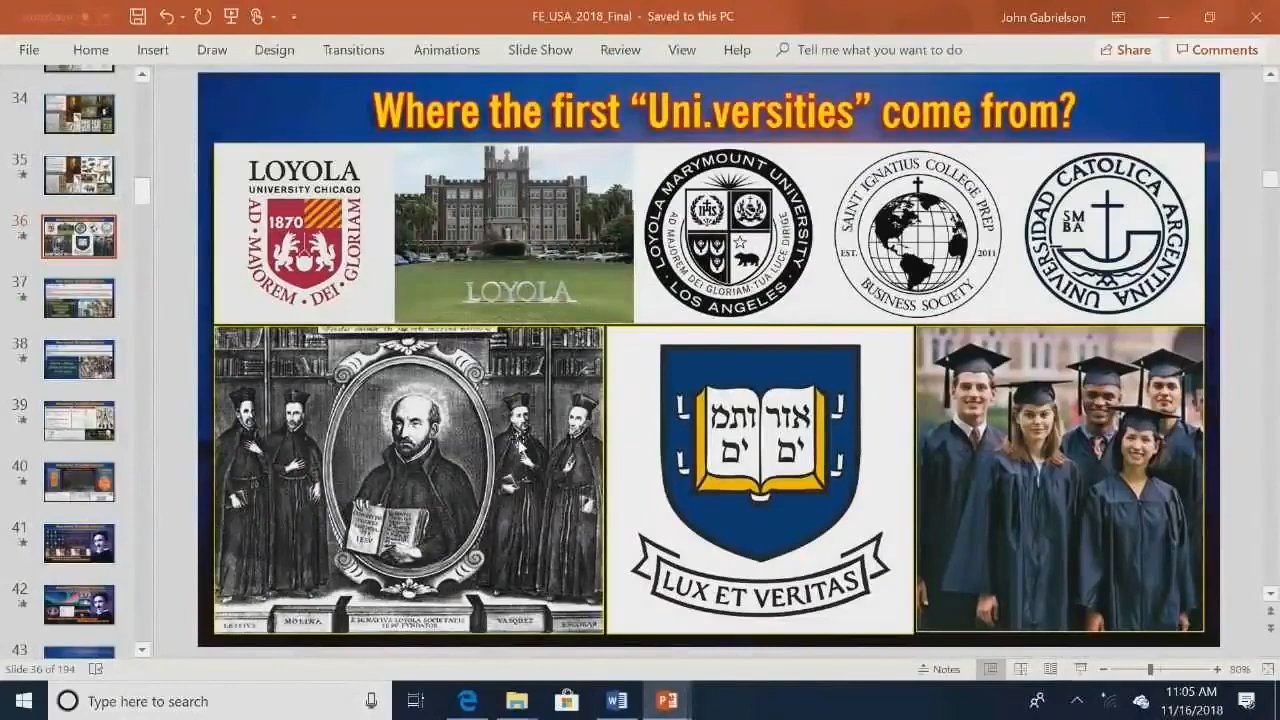 FE_USA_2018_Final - Saved to this PC
John Gabrielson
File Home Insert Draw Design Transitions Animations Slide Show Review View Help Tell me what you want to do
Share Comments
34
35
36
37
38
39
40
41
42
43
Where the first “Uni.versities” come from?
LOYOLA
UNIVERSITY CHICAGO
1870
AD • MAJOREM • DEI • GLORIAM
LOYOLA
LOYOLA MARYMOUNT UNIVERSITY
LOS ANGELES
IHS
AD MAJOREM DEI GLORIAM • TUA LUCE DIRIGE
SAINT IGNATIUS COLLEGE PREP
EST. 2011
BUSINESS SOCIETY
UNIVERSIDAD CATOLICA ARGENTINA
SM
BA
MOLINA
VASQUEZ
ESCOBAR
אורים
ותמים
LUX ET VERITAS
Slide 36 of 194
Notes
80%
Type here to search
11:05 AM
11/16/2018